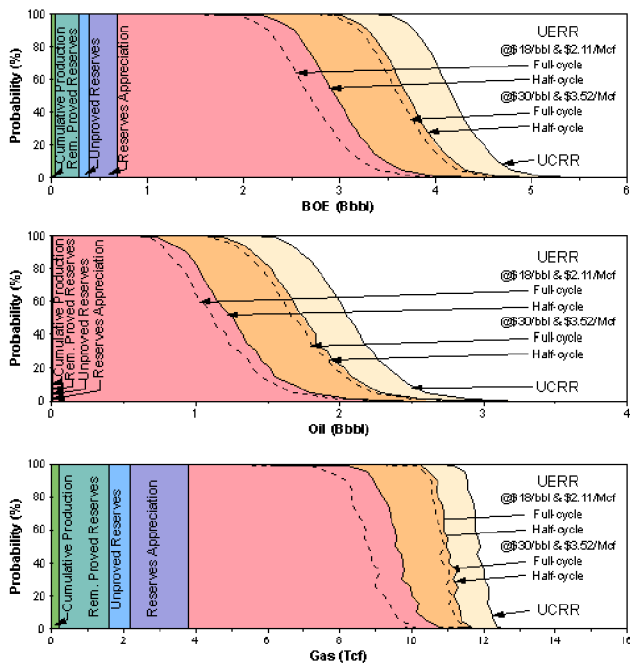 Probability (%)
100
80
60
40
20
0
Cumulative Production
Rem. Proved Reserves
Unproved Reserves
Reserves Appreciation
UERR
@$18/bbl & $2.11/Mcf
Full-cycle
Half-cycle
@$30/bbl & $3.52/Mcf
Full-cycle
Half-cycle
UCRR
0 1 2 3 4 5 6
BOE (Bbbl)
Probability (%)
100
80
60
40
20
0
Cumulative Production
Rem. Proved Reserves
Unproved Reserves
Reserves Appreciation
UERR
@$18/bbl & $2.11/Mcf
Full-cycle
Half-cycle
@$30/bbl & $3.52/Mcf
Full-cycle
Half-cycle
UCRR
0 1 2 3 4
Oil (Bbbl)
Probability (%)
100
80
60
40
20
0
Cumulative Production
Rem. Proved Reserves
Unproved Reserves
Reserves Appreciation
UERR
@$18/bbl & $2.11/Mcf
Full-cycle
Half-cycle
@$30/bbl & $3.52/Mcf
Full-cycle
Half-cycle
UCRR
0 2 4 6 8 10 12 14 16
Gas (Tcf)